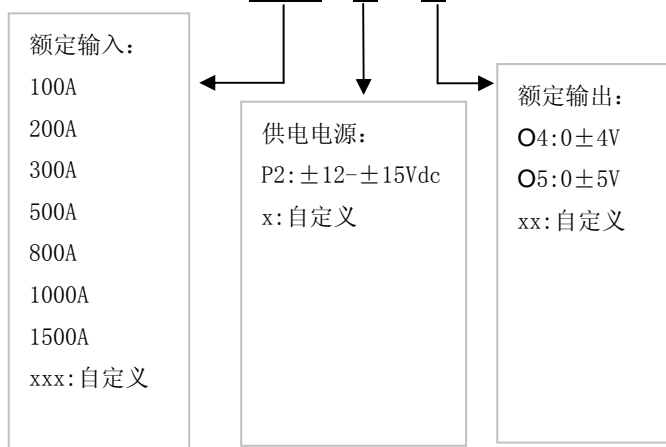 额定输入：
100A
200A
300A
500A
800A
1000A
1500A
xxx:自定义
供电电源：
P2:±12-±15Vdc
x:自定义
额定输出：
O4:0±4V
O5:0±5V
xx:自定义